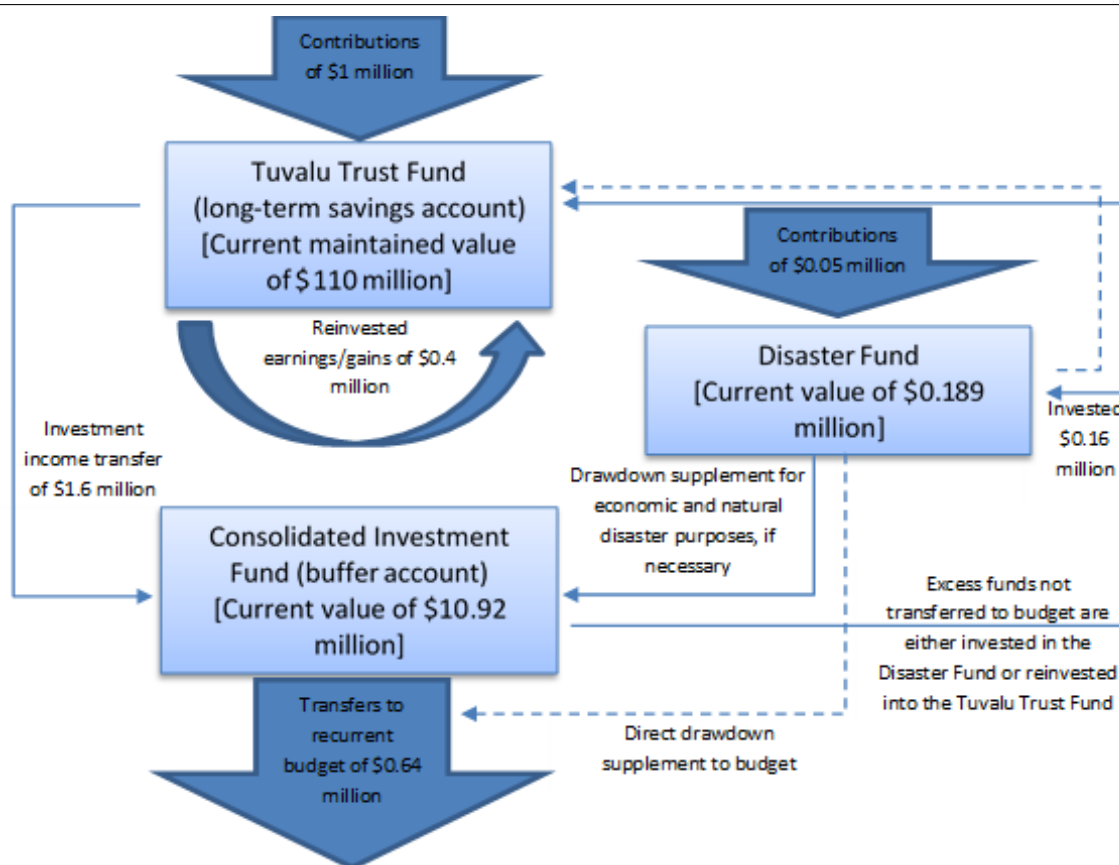 Contributions
of $1 million
Tuvalu Trust Fund
(long-term savings account)
[Current maintained value
of $ 110 million]
Contributions
of $0.05 million
Reinvested
earnings/gains of $0.4
million
Disaster Fund
[Current value of $0.189
million]
Invested
$0.16
million
Investment
income transfer
of $1.6 million
Drawdown supplement for
economic and natural
disaster purposes, if
necessary
Consolidated Investment
Fund (buffer account)
[Current value of $10.92
million]
Excess funds not
transferred to budget are
either invested in the
Disaster Fund or reinvested
into the Tuvalu Trust Fund
Transfers to
recurrent
budget of $0.64
million
Direct drawdown
supplement to budget